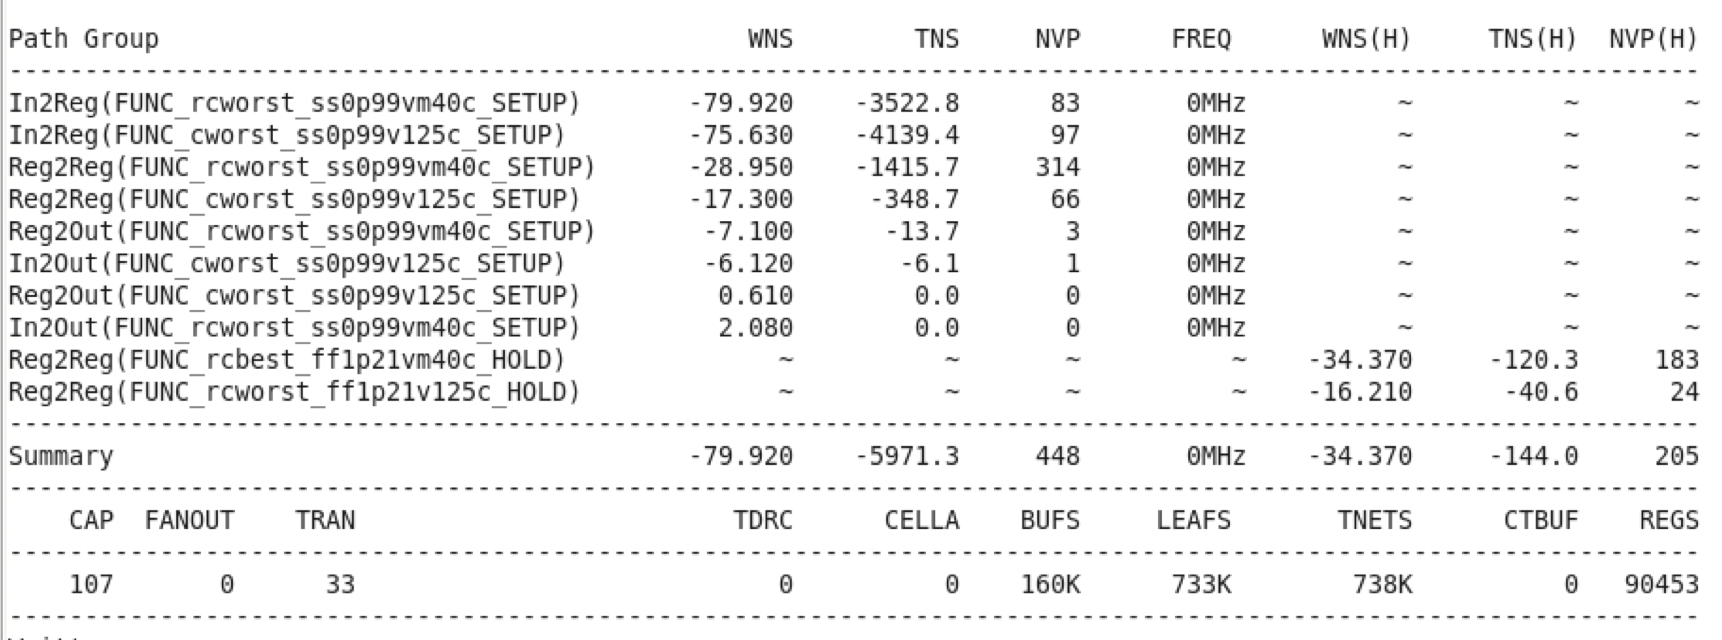 Path Group WNS TNS NVP FREQ WNS(H) TNS(H) NVP(H)
In2Reg(FUNC_rcworst_ss0p99vm40c_SETUP) -79.920 -3522.8 83 0MHz ~ ~ ~
In2Reg(FUNC_cworst_ss0p99v125c_SETUP) -75.630 -4139.4 97 0MHz ~ ~ ~
Reg2Reg(FUNC_rcworst_ss0p99vm40c_SETUP) -28.950 -1415.7 314 0MHz ~ ~ ~
Reg2Reg(FUNC_cworst_ss0p99v125c_SETUP) -17.300 -348.7 66 0MHz ~ ~ ~
Reg2Out(FUNC_rcworst_ss0p99vm40c_SETUP) -7.100 -13.7 3 0MHz ~ ~ ~
In2Out(FUNC_cworst_ss0p99v125c_SETUP) -6.120 -6.1 1 0MHz ~ ~ ~
Reg2Out(FUNC_cworst_ss0p99v125c_SETUP) 0.610 0.0 0 0MHz ~ ~ ~
In2Out(FUNC_rcworst_ss0p99vm40c_SETUP) 2.080 0.0 0 0MHz ~ ~ ~
Reg2Reg(FUNC_rcbest_ff1p21vm40c_HOLD) ~ ~ ~ ~ -34.370 -120.3 183
Reg2Reg(FUNC_rcworst_ff1p21v125c_HOLD) ~ ~ ~ ~ -16.210 -40.6 24
Summary -79.920 -5971.3 448 0MHz -34.370 -144.0 205
CAP FANOUT TRAN TDRC CELLA BUFS LEAFS TNETS CTBUF REGS
107 0 33 0 0 160K 733K 738K 0 90453